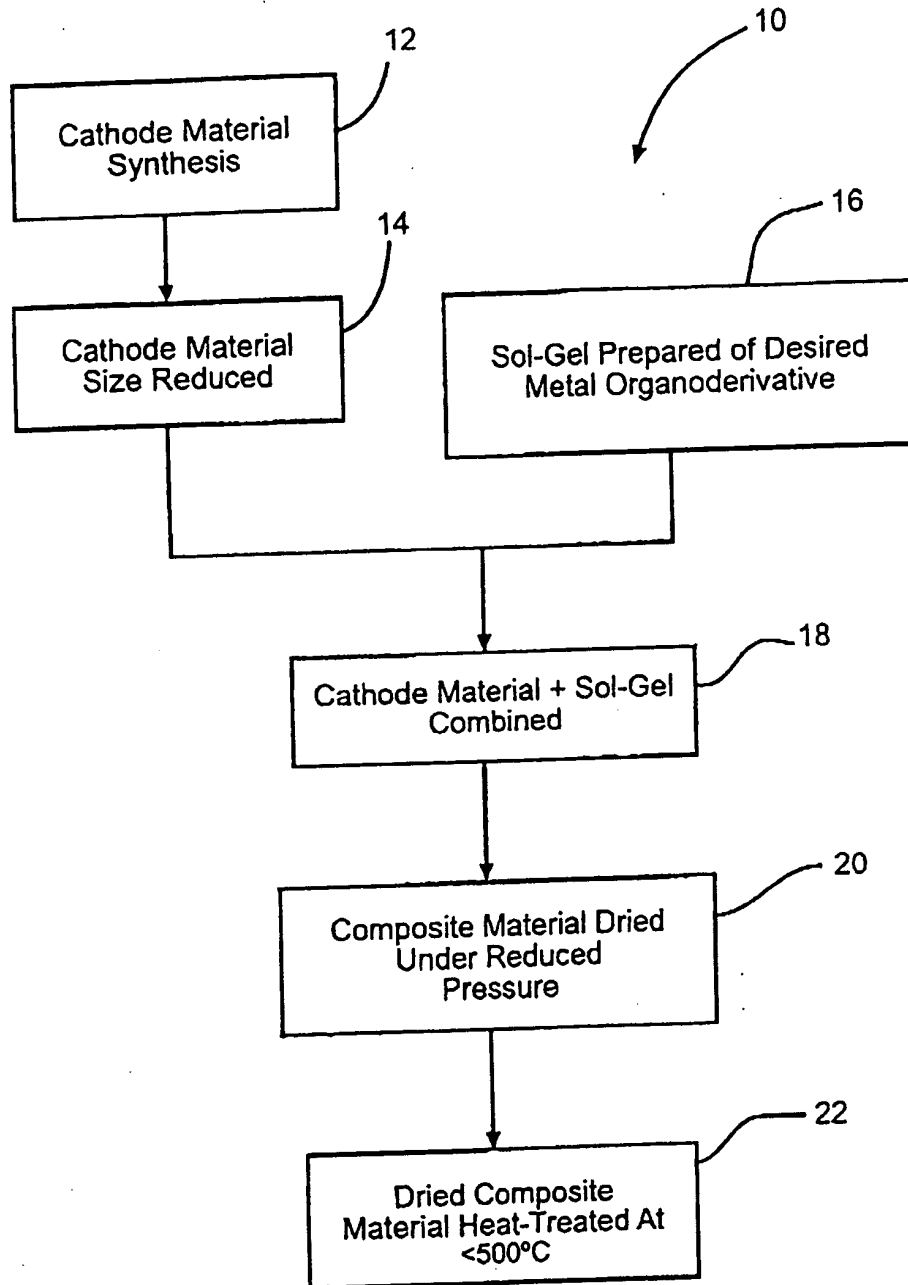 10
12
Cathode Material
Synthesis
14
16
Cathode Material
Size Reduced
Sol-Gel Prepared of Desired
Metal Organoderivative
18
Cathode Material + Sol-Gel
Combined
20
Composite Material Dried
Under Reduced
Pressure
22
Dried Composite
Material Heat-Treated At
<500ºC